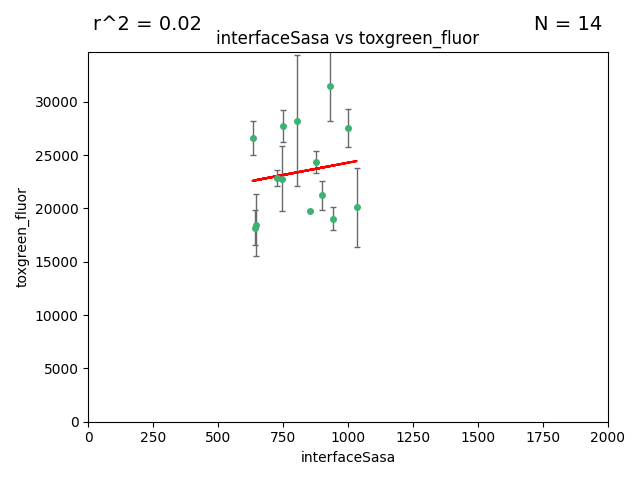 r^2 = 0.02
N = 14
interfaceSasa vs toxgreen_fluor
30000
25000
20000
15000
10000
5000
0
toxgreen_fluor
0 250 500 750 1000 1250 1500 1750 2000
interfaceSasa